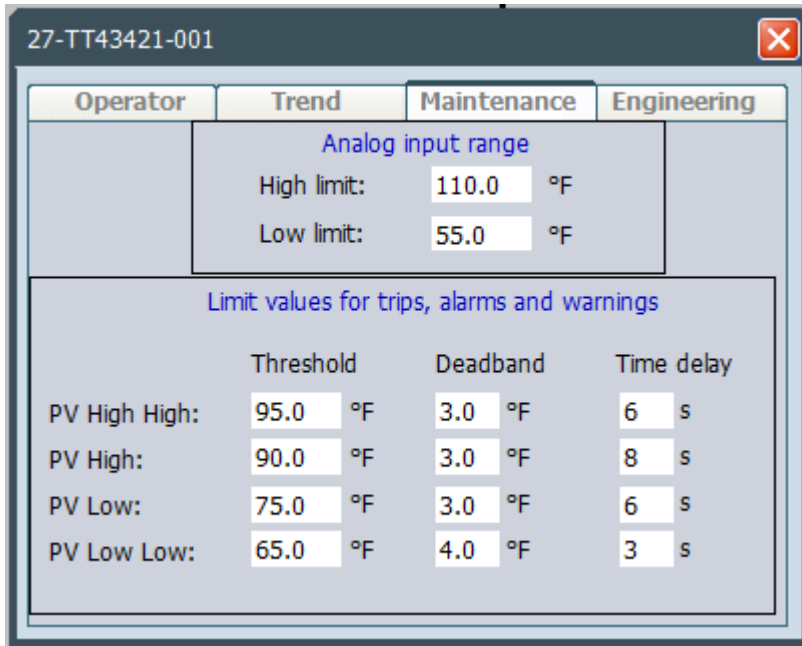 27-TT43421-001
Operator Trend Maintenance Engineering
Analog input range
High limit: 110.0 °F
Low limit: 55.0 °F
Limit values for trips, alarms and warnings
Threshold Deadband Time delay
PV High High: 95.0 °F 3.0 °F 6 s
PV High: 90.0 °F 3.0 °F 8 s
PV Low: 75.0 °F 3.0 °F 6 s
PV Low Low: 65.0 °F 4.0 °F 3 s